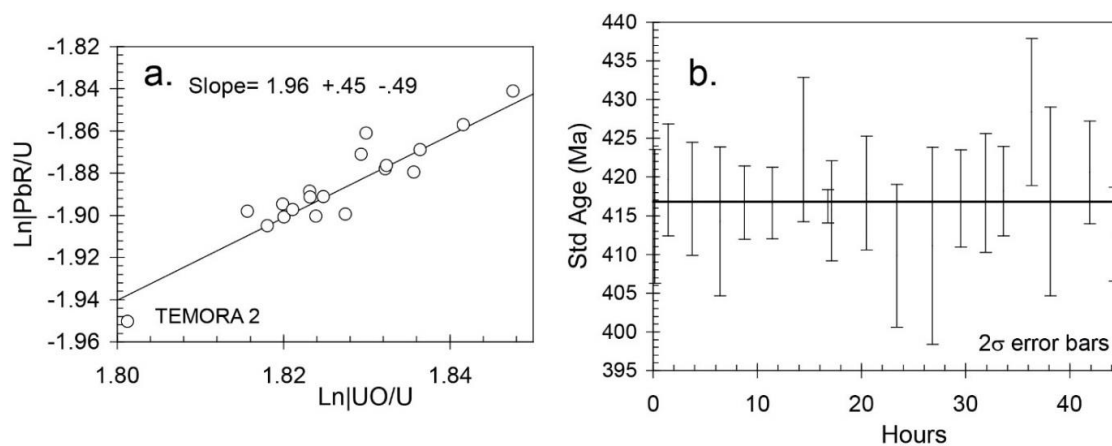 a.
Slope= 1.96 +.45 -.49
-1.82
-1.84
-1.86
-1.88
-1.90
-1.92
-1.94
-1.96
Ln|PbR/U
TEMORA 2
1.80
1.82
1.84
Ln|UO/U
b.
440
435
430
425
420
415
410
405
400
395
Std Age (Ma)
2σ error bars
0
10
20
30
40
Hours